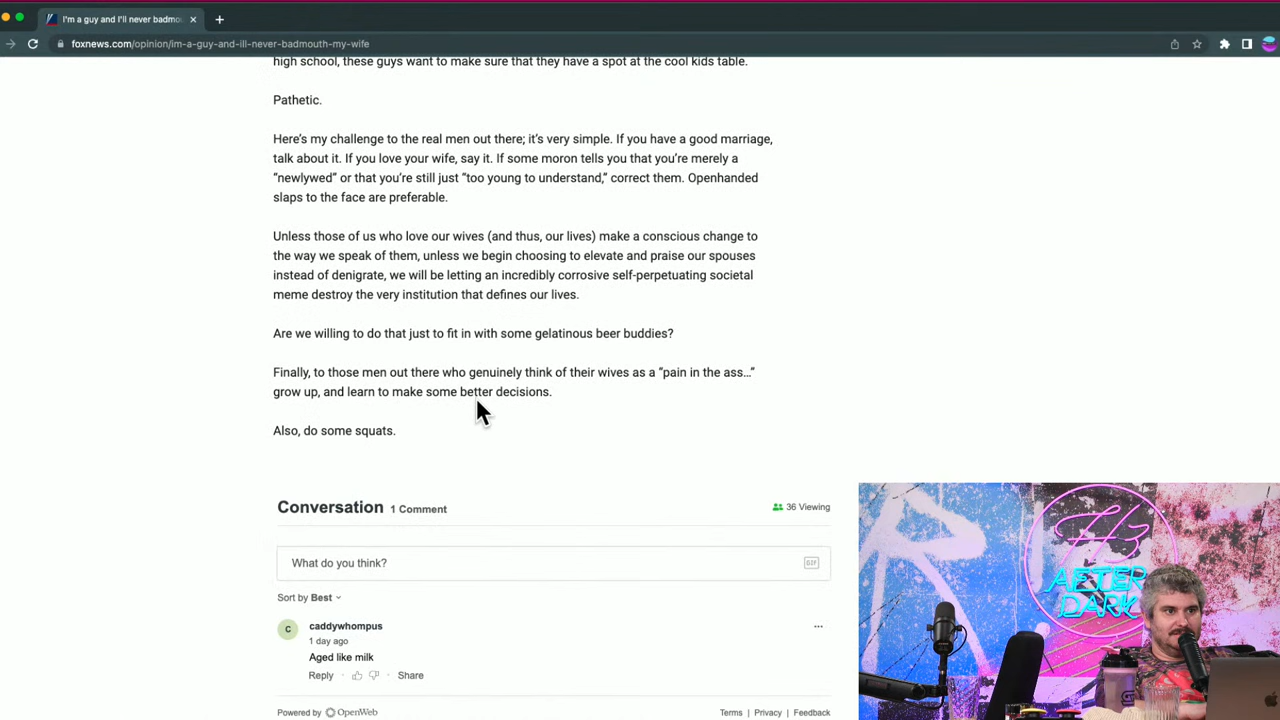 I'm a guy and I'll never badmou
foxnews.com/opinion/im-a-guy-and-ill-never-badmouth-my-wife
high school, these guys want to make sure that they have a spot at the cool kids table.
Pathetic.
Here’s my challenge to the real men out there; it’s very simple. If you have a good marriage,
talk about it. If you love your wife, say it. If some moron tells you that you’re merely a
“newlywed” or that you’re still just “too young to understand,” correct them. Openhanded
slaps to the face are preferable.
Unless those of us who love our wives (and thus, our lives) make a conscious change to
the way we speak of them, unless we begin choosing to elevate and praise our spouses
instead of denigrate, we will be letting an incredibly corrosive self-perpetuating societal
meme destroy the very institution that defines our lives.
Are we willing to do that just to fit in with some gelatinous beer buddies?
Finally, to those men out there who genuinely think of their wives as a “pain in the ass…”
grow up, and learn to make some better decisions.
Also, do some squats.
Conversation 1 Comment
36 Viewing
What do you think?
GIF
Sort by Best
C
caddywhompus
1 day ago
Aged like milk
Reply
Share
Powered by OpenWeb
Terms | Privacy | Feedback
H3
AFTER
DARK